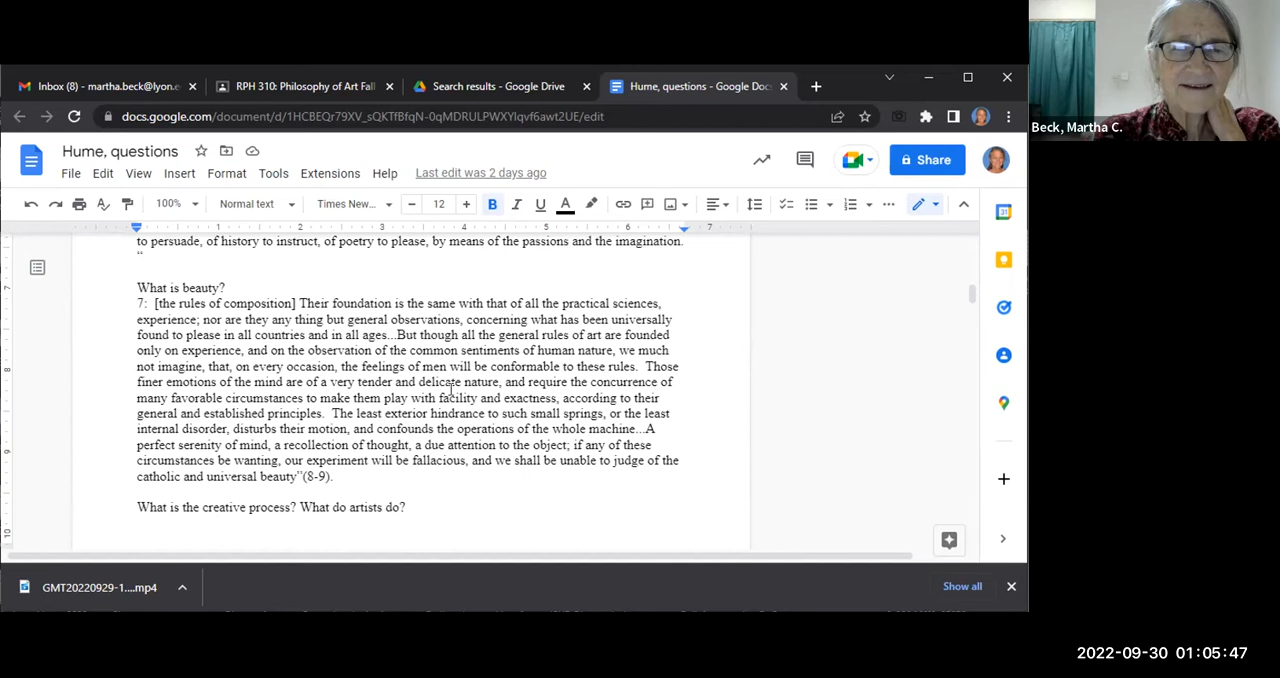 Inbox (8) - martha.beck@lyon.e
RPH 310: Philosophy of Art Fall
Search results - Google Drive
Hume, questions - Google Doc
docs.google.com/document/d/1HCBEQr79XV_sQKTfBfqN-0qMDRULPWXYlqvf6awt2UE/edit
Hume, questions
File Edit View Insert Format Tools Extensions Help Last edit was 2 days ago
Share
100% Normal text Times New... 12 B I U A
1 2 3 4 5 6 7
to persuade, of history to instruct, of poetry to please, by means of the passions and the imagination.
“
What is beauty?
7: [the rules of composition] Their foundation is the same with that of all the practical sciences,
experience; nor are they any thing but general observations, concerning what has been universally
found to please in all countries and in all ages...But though all the general rules of art are founded
only on experience, and on the observation of the common sentiments of human nature, we much
not imagine, that, on every occasion, the feelings of men will be conformable to these rules. Those
finer emotions of the mind are of a very tender and delicate nature, and require the concurrence of
many favorable circumstances to make them play with facility and exactness, according to their
general and established principles. The least exterior hindrance to such small springs, or the least
internal disorder, disturbs their motion, and confounds the operations of the whole machine...A
perfect serenity of mind, a recollection of thought, a due attention to the object; if any of these
circumstances be wanting, our experiment will be fallacious, and we shall be unable to judge of the
catholic and universal beauty”(8-9).
What is the creative process? What do artists do?
7
8
9
10
31
GMT20220929-1....mp4
Show all
Beck, Martha C.
2022-09-30 01:05:47